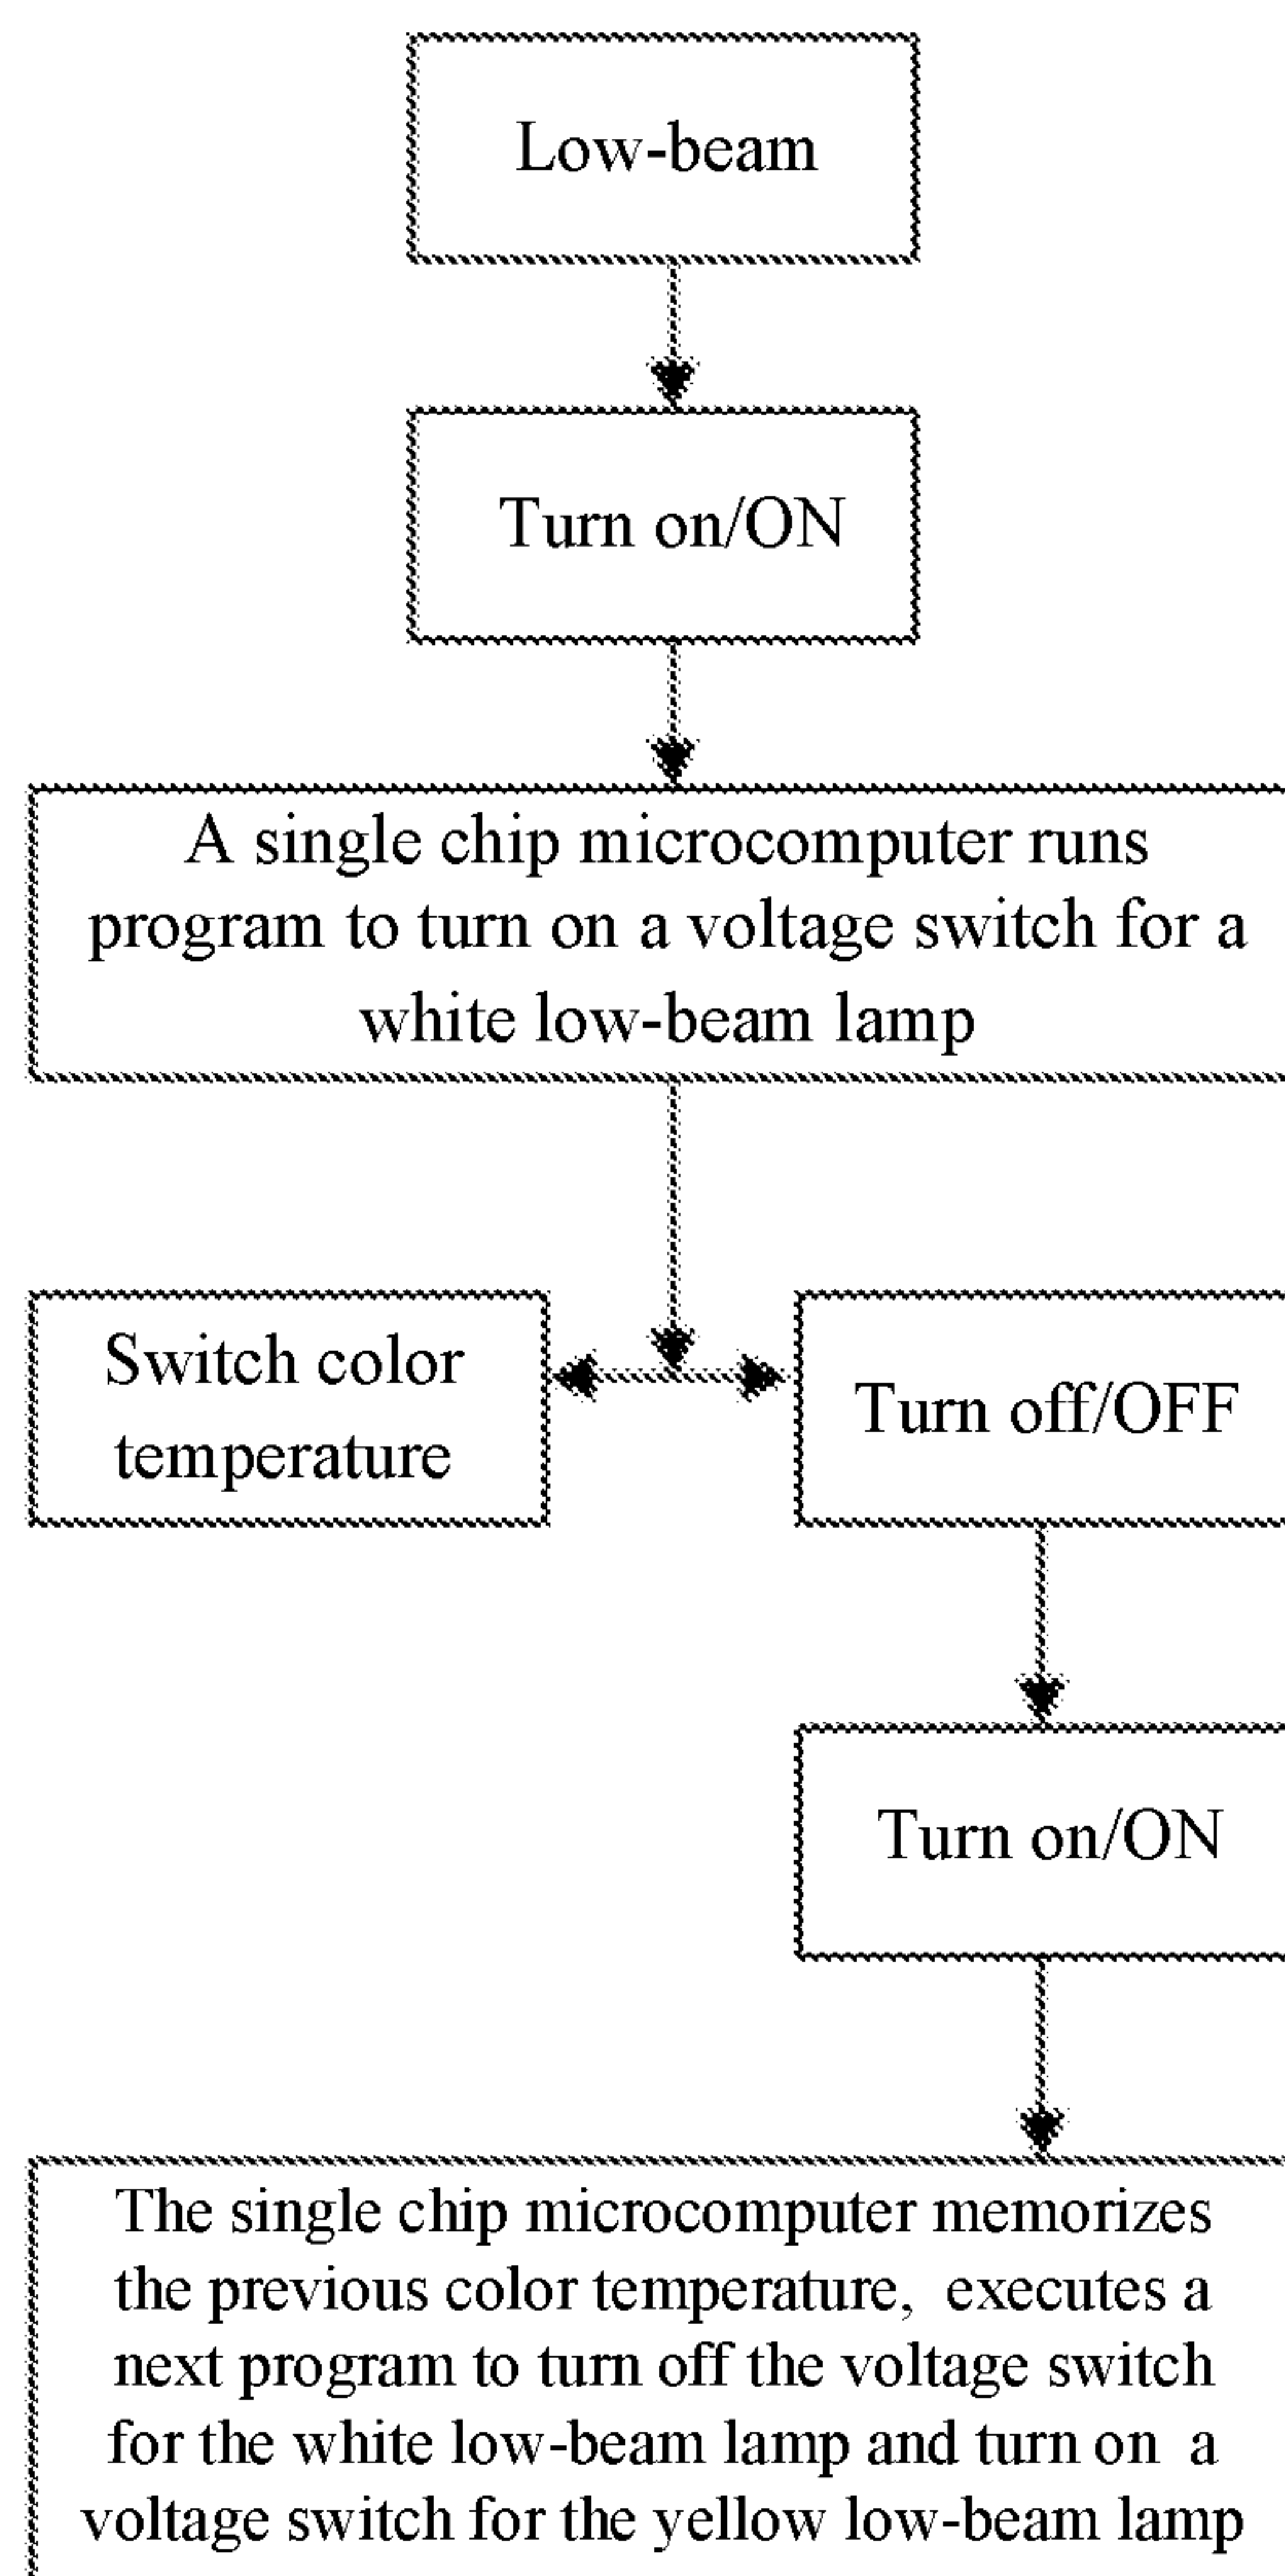 Low-beam
Turn on/ON
A single chip microcomputer runs
program to turn on a voltage switch for a
white low-beam lamp
Switch color
temperature
Turn off/OFF
Turn on/ON
The single chip microcomputer memorizes
the previous color temperature, executes a
next program to turn off the voltage switch
for the white low-beam lamp and turn on a
voltage switch for the yellow low-beam lamp